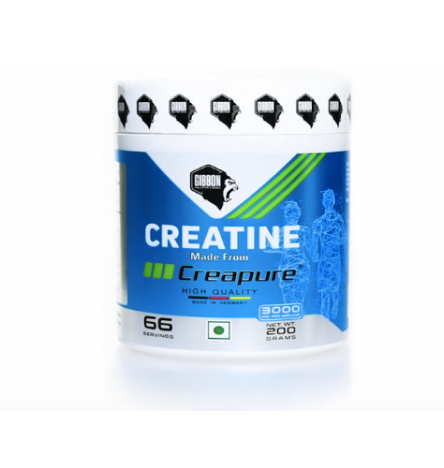 GIBBON
CREATINE
Made From
Creapure
HIGH QUALITY
MADE IN GERMANY
66
SERVINGS
3000
NET WT
200
GRAMS